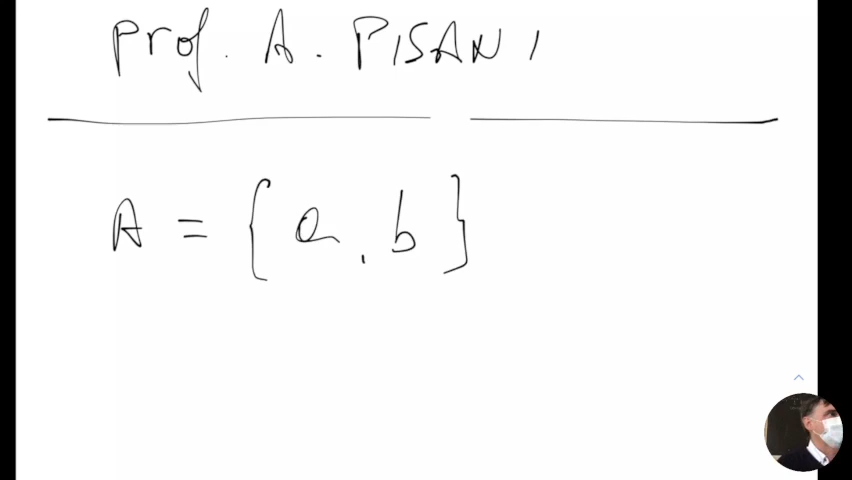 Prof. A. PISANI
A = { a, b }